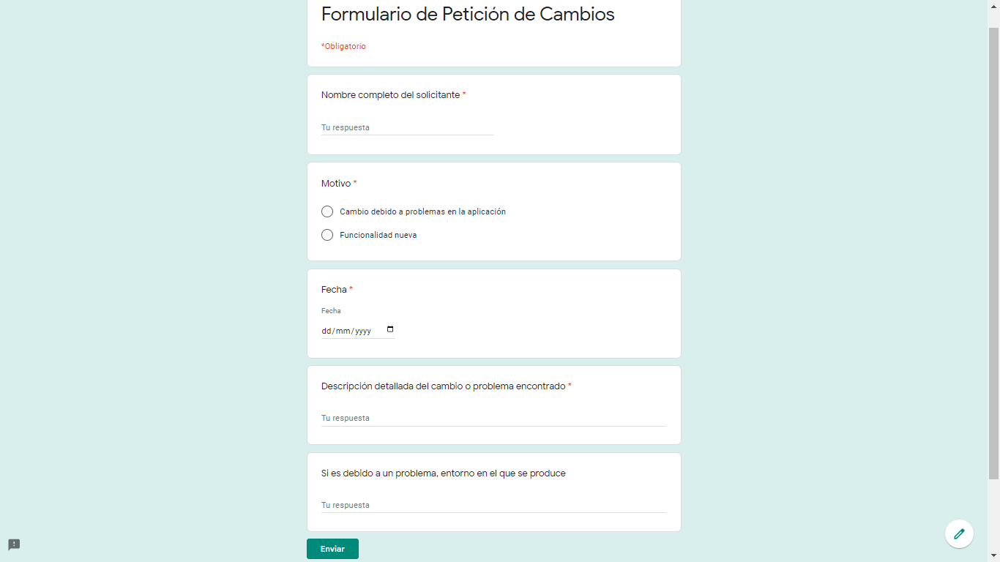 Formulario de Petición de Cambios
*Obligatorio
Nombre completo del solicitante *
Tu respuesta
Motivo *
Cambio debido a problemas en la aplicación
Funcionalidad nueva
Fecha *
Fecha
dd/mm/yyyy
Descripción detallada del cambio o problema encontrado *
Tu respuesta
Si es debido a un problema, entorno en el que se produce
Tu respuesta
Enviar